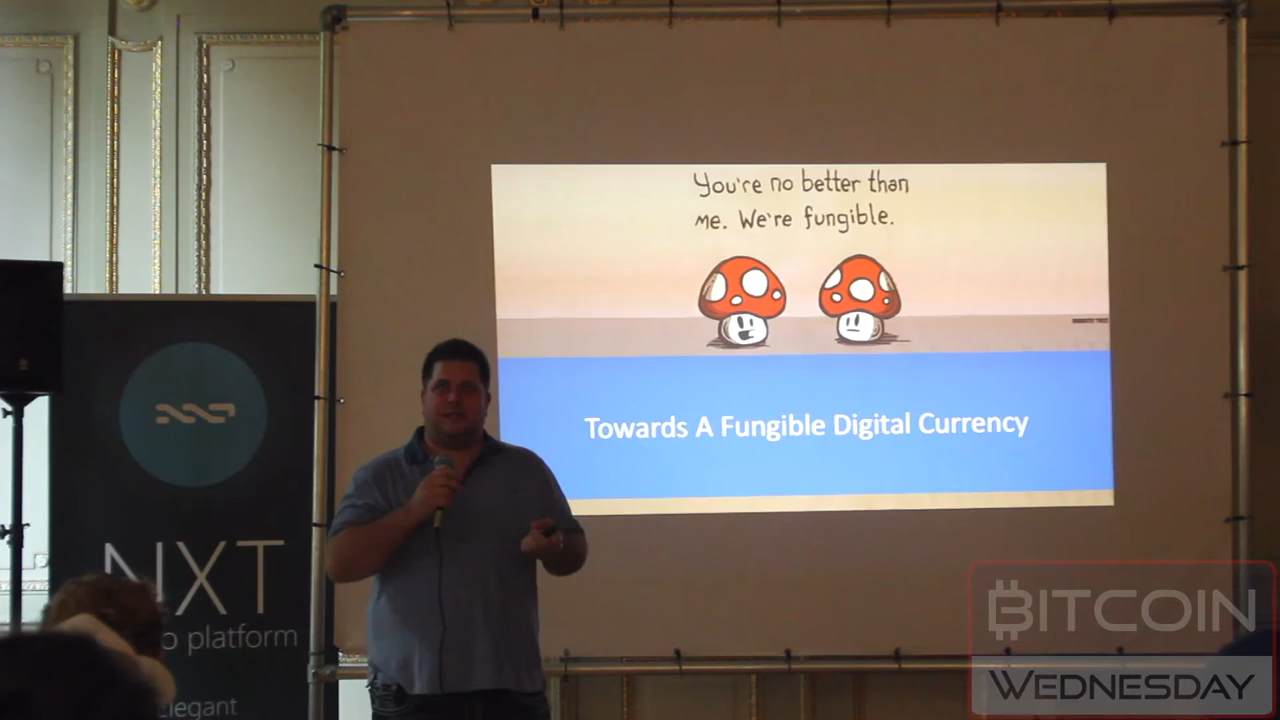 You're no better than
me. We're fungible.
Towards A Fungible Digital Currency
NXT
platform
elegant
BITCOIN
WEDNESDAY